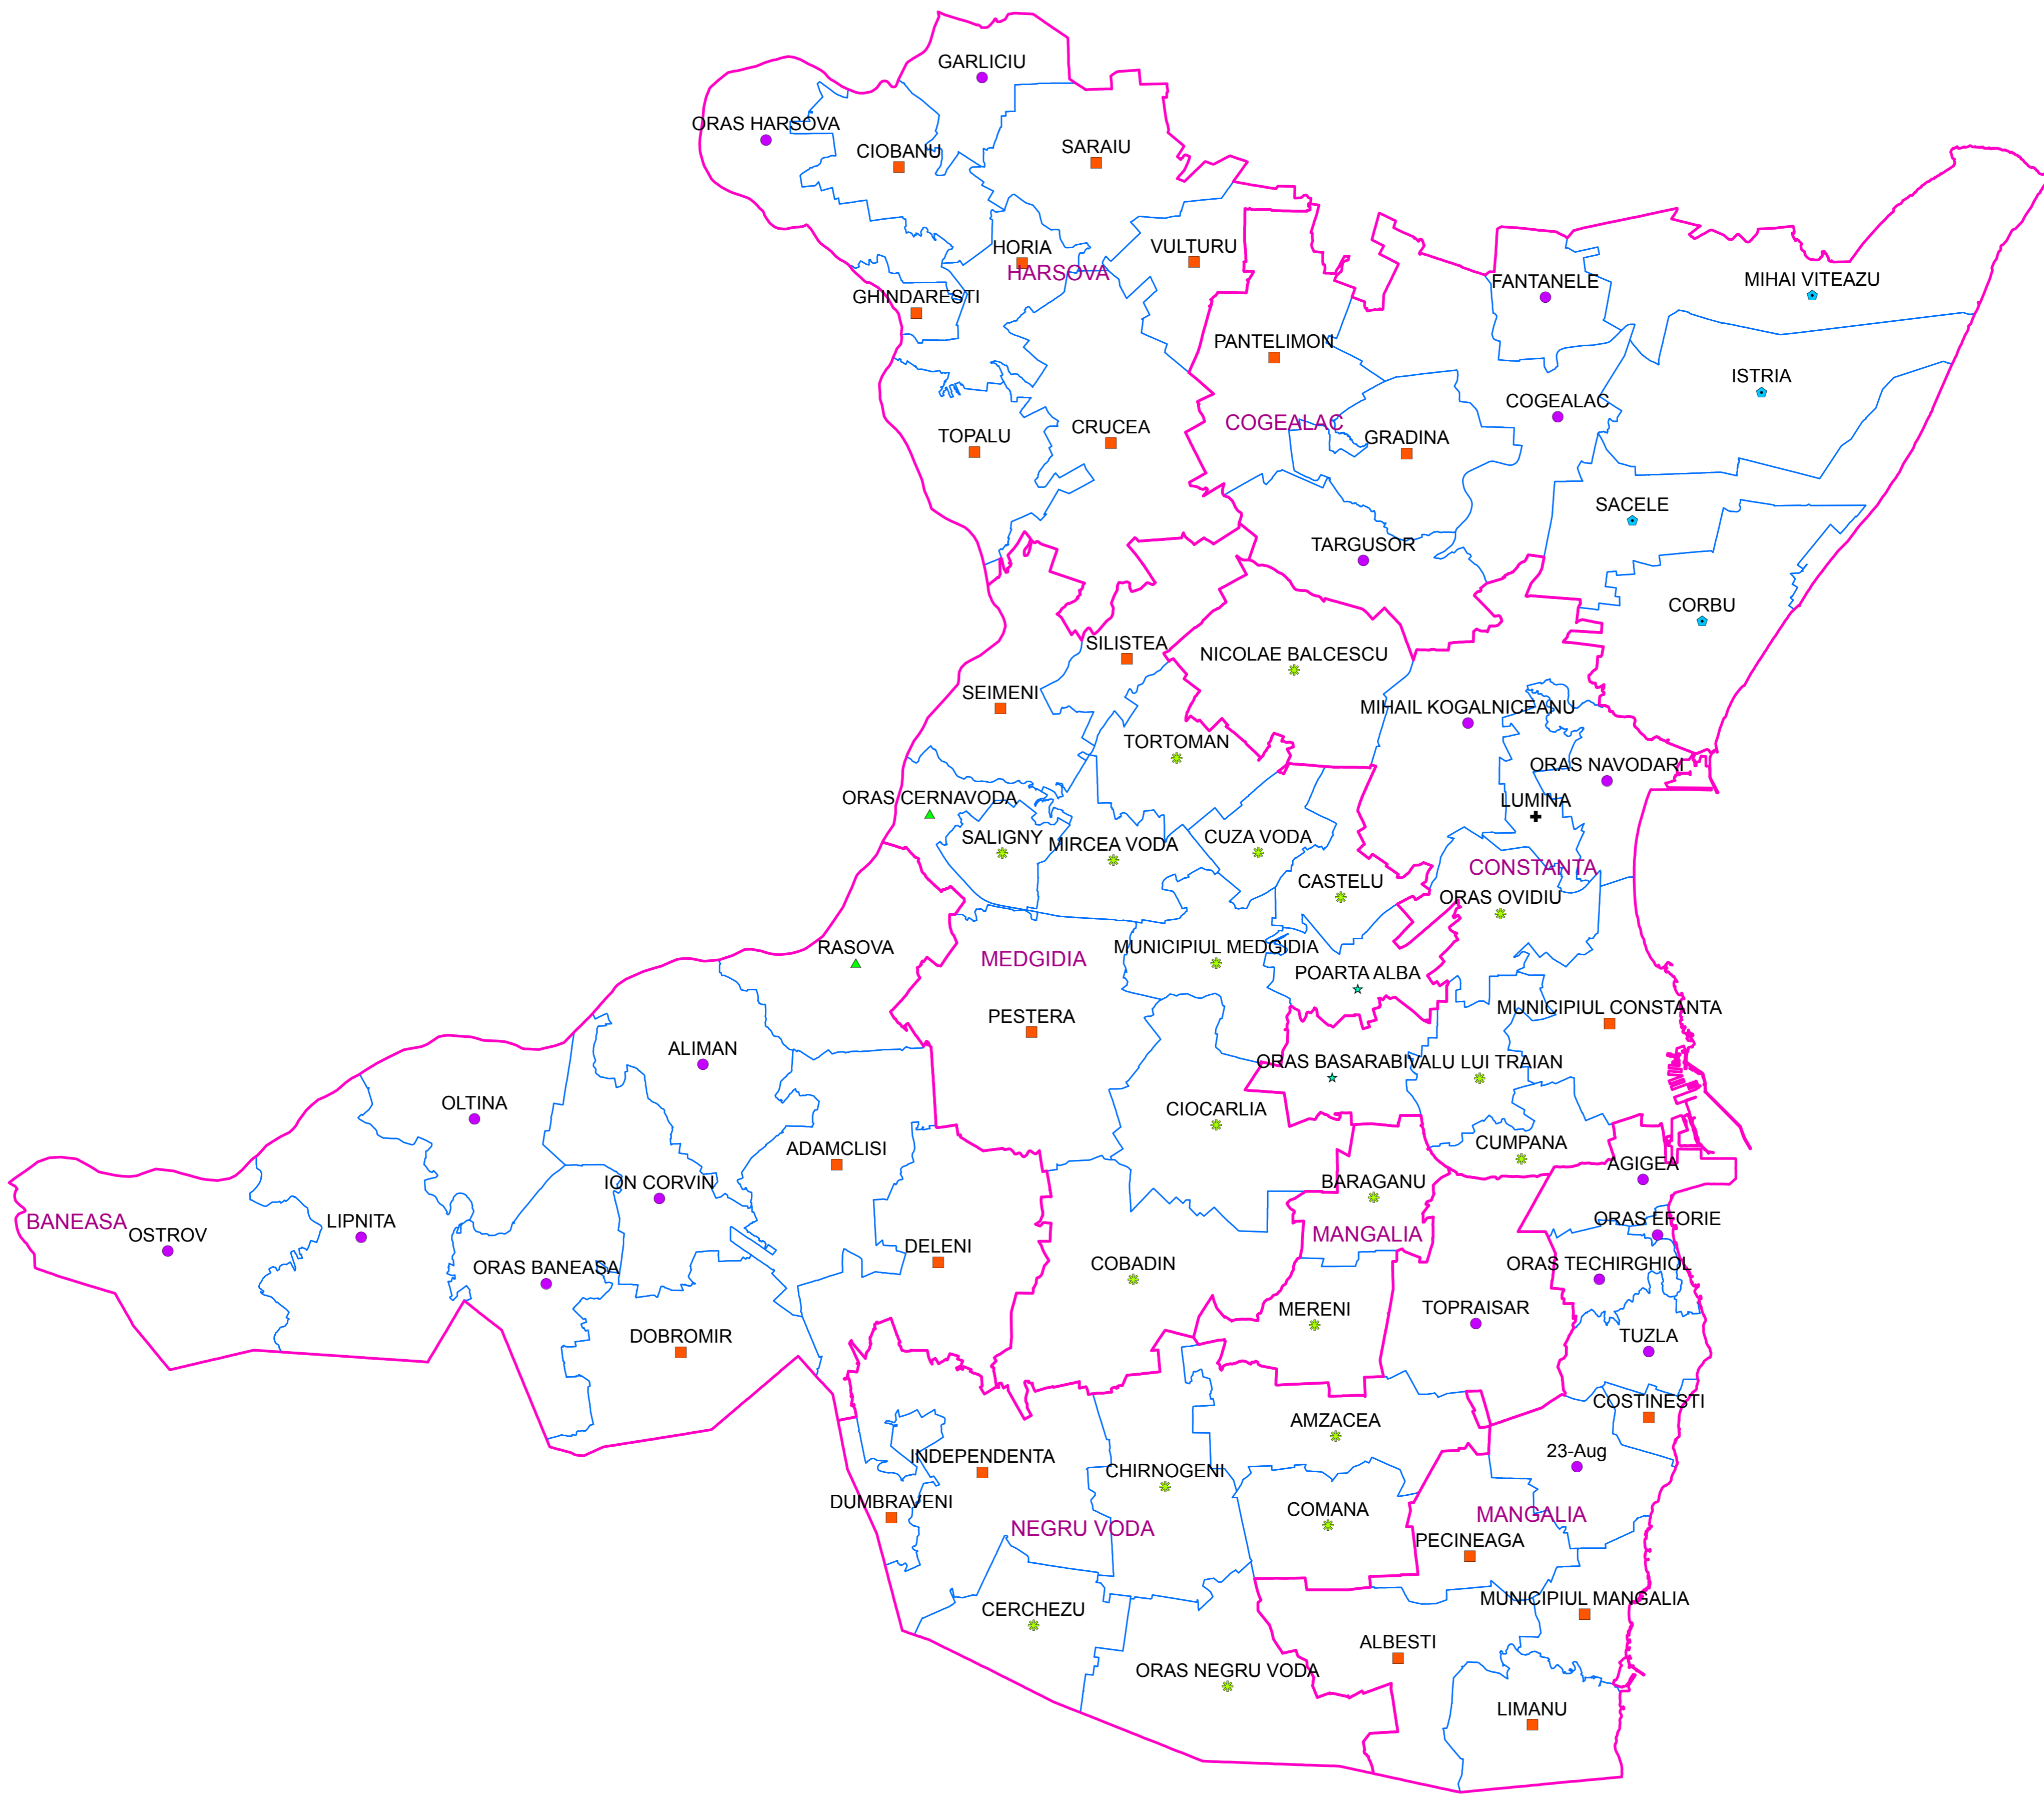 GARLICIU
ORAS HARSOVA
CIOBANU
SARAIU
HORIA
VULTURU
HARSOVA
GHINDARESTI
FANTANELE
MIHAI VITEAZU
PANTELIMON
ISTRIA
COGEALAC
COGEALAC
TOPALU
CRUCEA
GRADINA
SACELE
TARGUSOR
CORBU
SILISTEA
NICOLAE BALCESCU
SEIMENI
MIHAIL KOGALNICEANU
TORTOMAN
ORAS NAVODARI
ORAS CERNAVODA
LUMINA
SALIGNY
MIRCEA VODA
CUZA VODA
CONSTANTA
CASTELU
ORAS OVIDIU
RASOVA
MEDGIDIA
MUNICIPIUL MEDGIDIA
POARTA ALBA
PESTERA
MUNICIPIUL CONSTANTA
ALIMAN
ORAS BASARABI
VALU LUI TRAIAN
OLTINA
CIOCARLIA
ADAMCLISI
CUMPANA
AGIGEA
ION CORVIN
BARAGANU
BANEASA
OSTROV
LIPNITA
MANGALIA
ORAS EFORIE
DELENI
COBADIN
ORAS BANEASA
ORAS TECHIRGHIOL
MERENI
TOPRAISAR
DOBROMIR
TUZLA
COSTINESTI
AMZACEA
23-Aug
INDEPENDENTA
CHIRNOGENI
DUMBRAVENI
COMANA
MANGALIA
NEGRU VODA
PECINEAGA
CERCHEZU
MUNICIPIUL MANGALIA
ALBESTI
ORAS NEGRU VODA
LIMANU